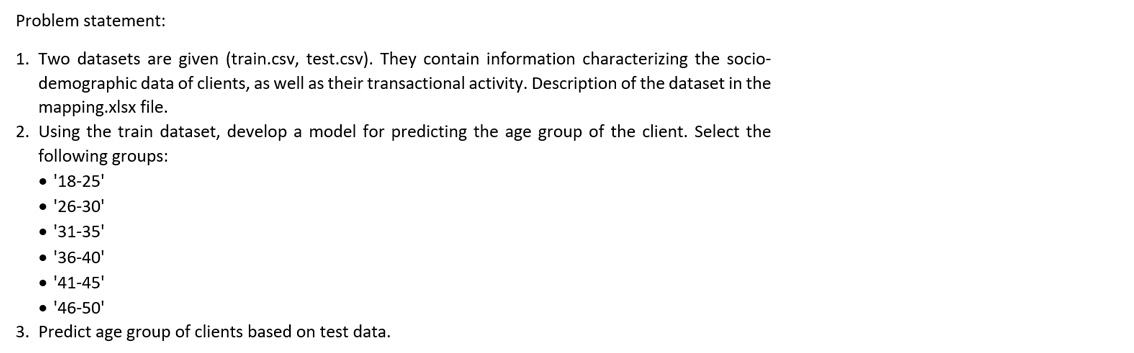 Problem statement:
1. Two datasets are given (train.csv, test.csv). They contain information characterizing the socio-
demographic data of clients, as well as their transactional activity. Description of the dataset in the
mapping.xlsx file.
2. Using the train dataset, develop a model for predicting the age group of the client. Select the
following groups:
• '18-25'
• '26-30'
• '31-35'
• '36-40'
• '41-45'
• '46-50'
3. Predict age group of clients based on test data.